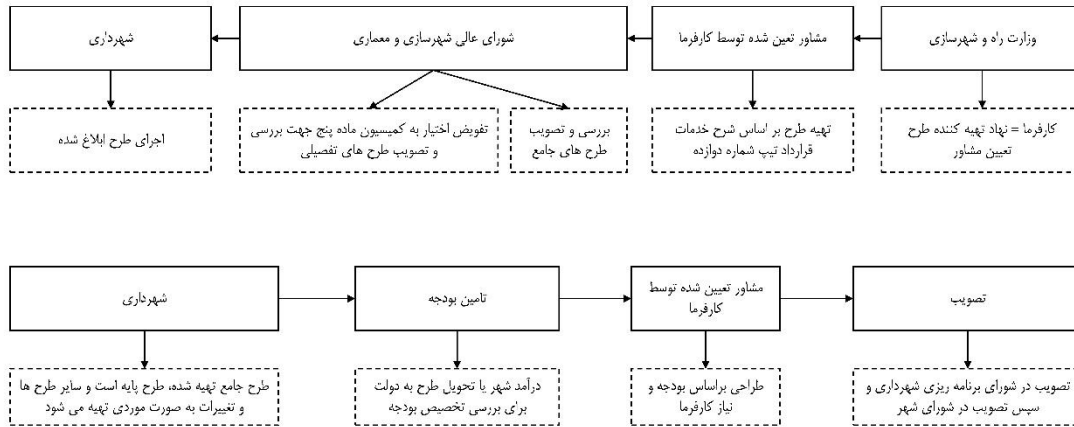 وزارت راه و شهرسازی
مشاور تعین شده توسط کارفرما
شورای عالی شهرسازی و معماری
شهرداری
کارفرما = نهاد تهیه کننده طرح
تعیین مشاور
تهیه طرح بر اساس شرح خدمات
قرارداد تیپ شماره دوازده
بررسی و تصویب
طرح های جامع
تفویض اختیار به کمیسیون ماده پنج جهت بررسی
و تصویب طرح های تفصیلی
اجرای طرح ابلاغ شده
شهرداری
تامین بودجه
مشاور تعیین شده توسط
کارفرما
تصویب
طرح جامع تهیه شده، طرح پایه است و سایر طرح ها
و تغییرات به صورت موردی تهیه می شود
درآمد شهر یا تحویل طرح به دولت
برای بررسی تخصیص بودجه
طراحی براساس بودجه و
نیاز کارفرما
تصویب در شورای برنامه ریزی شهرداری و
سپس تصویب در شورای شهر